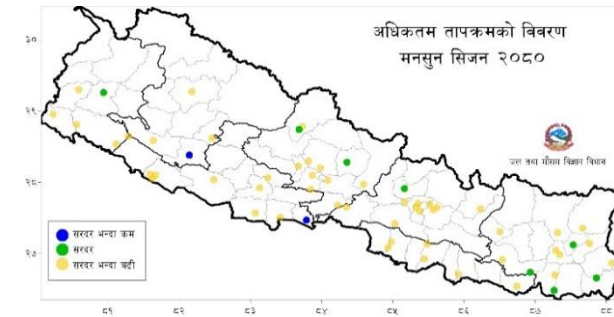 अधिकतम तापक्रमको विवरण
मनसुन सिजन २०८०
३०
२९
२८
२७
जल तथा मौसम विज्ञान विभाग
सरदर भन्दा कम
सरदर
सरदर भन्दा बढी
८१
८२
८३
८४
८५
८६
८७
८८